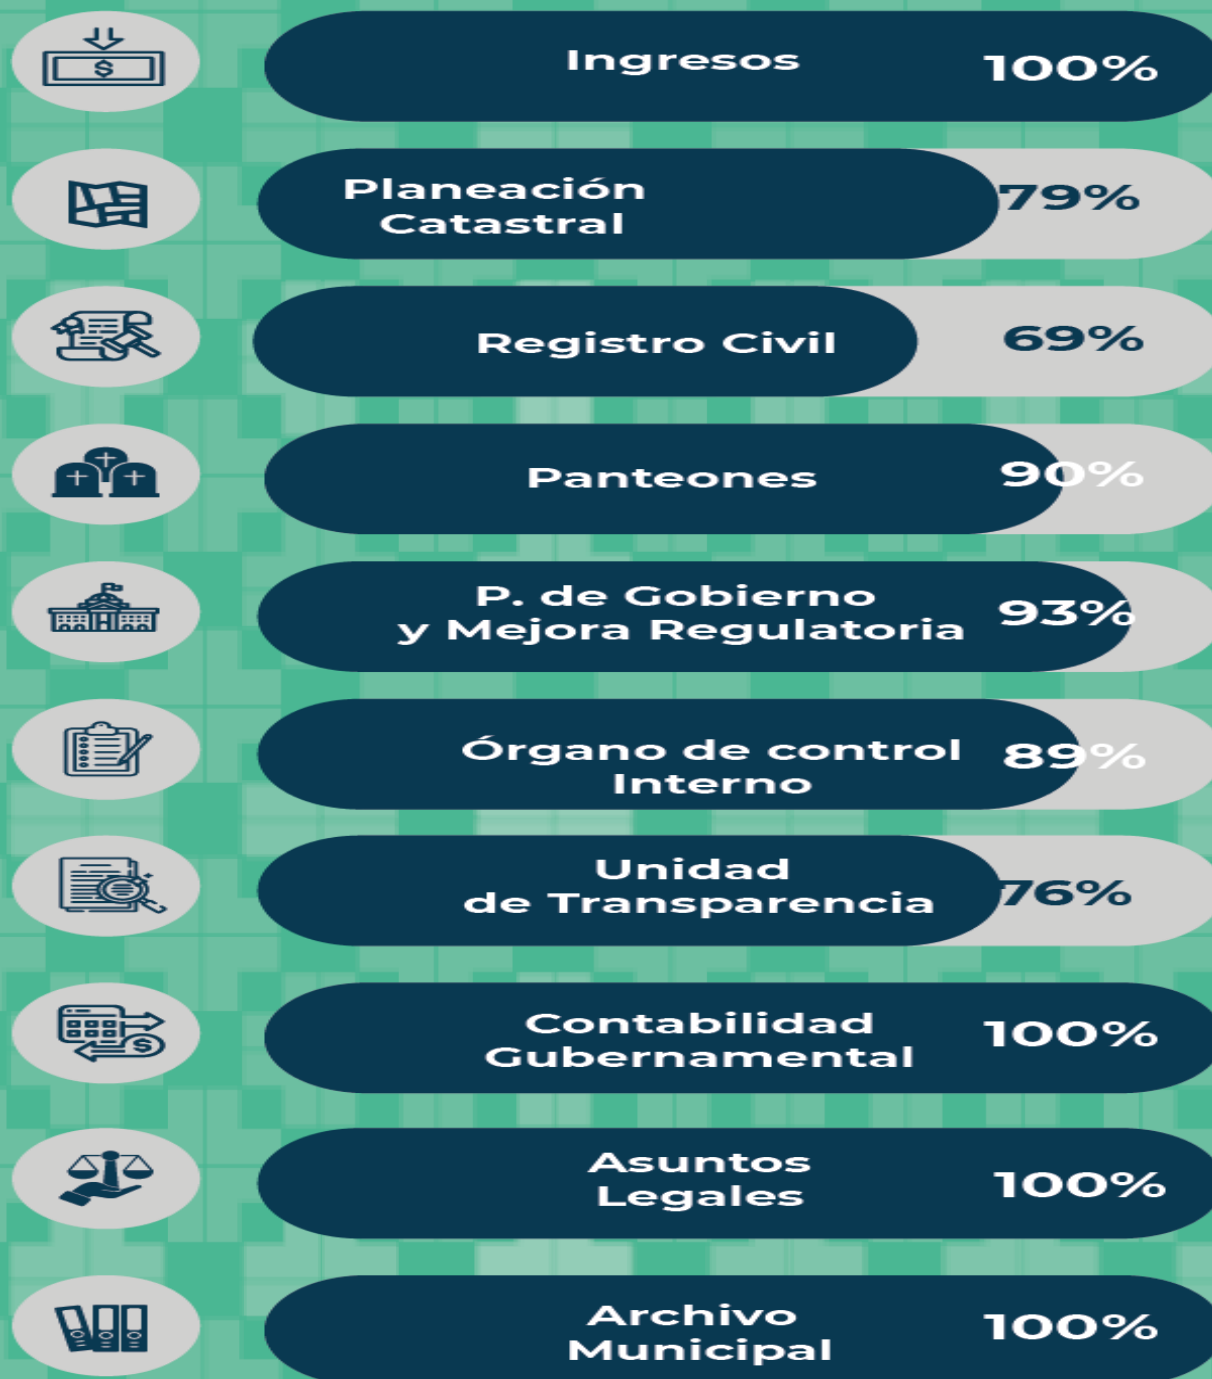 Ingresos 100%
Planeación
Catastral
79%
Registro Civil 69%
Panteones 90%
P. de Gobierno
y Mejora Regulatoria
93%
Órgano de control
Interno
89%
Unidad
de Transparencia
76%
Contabilidad
Gubernamental
100%
Asuntos
Legales
100%
Archivo
Municipal
100%